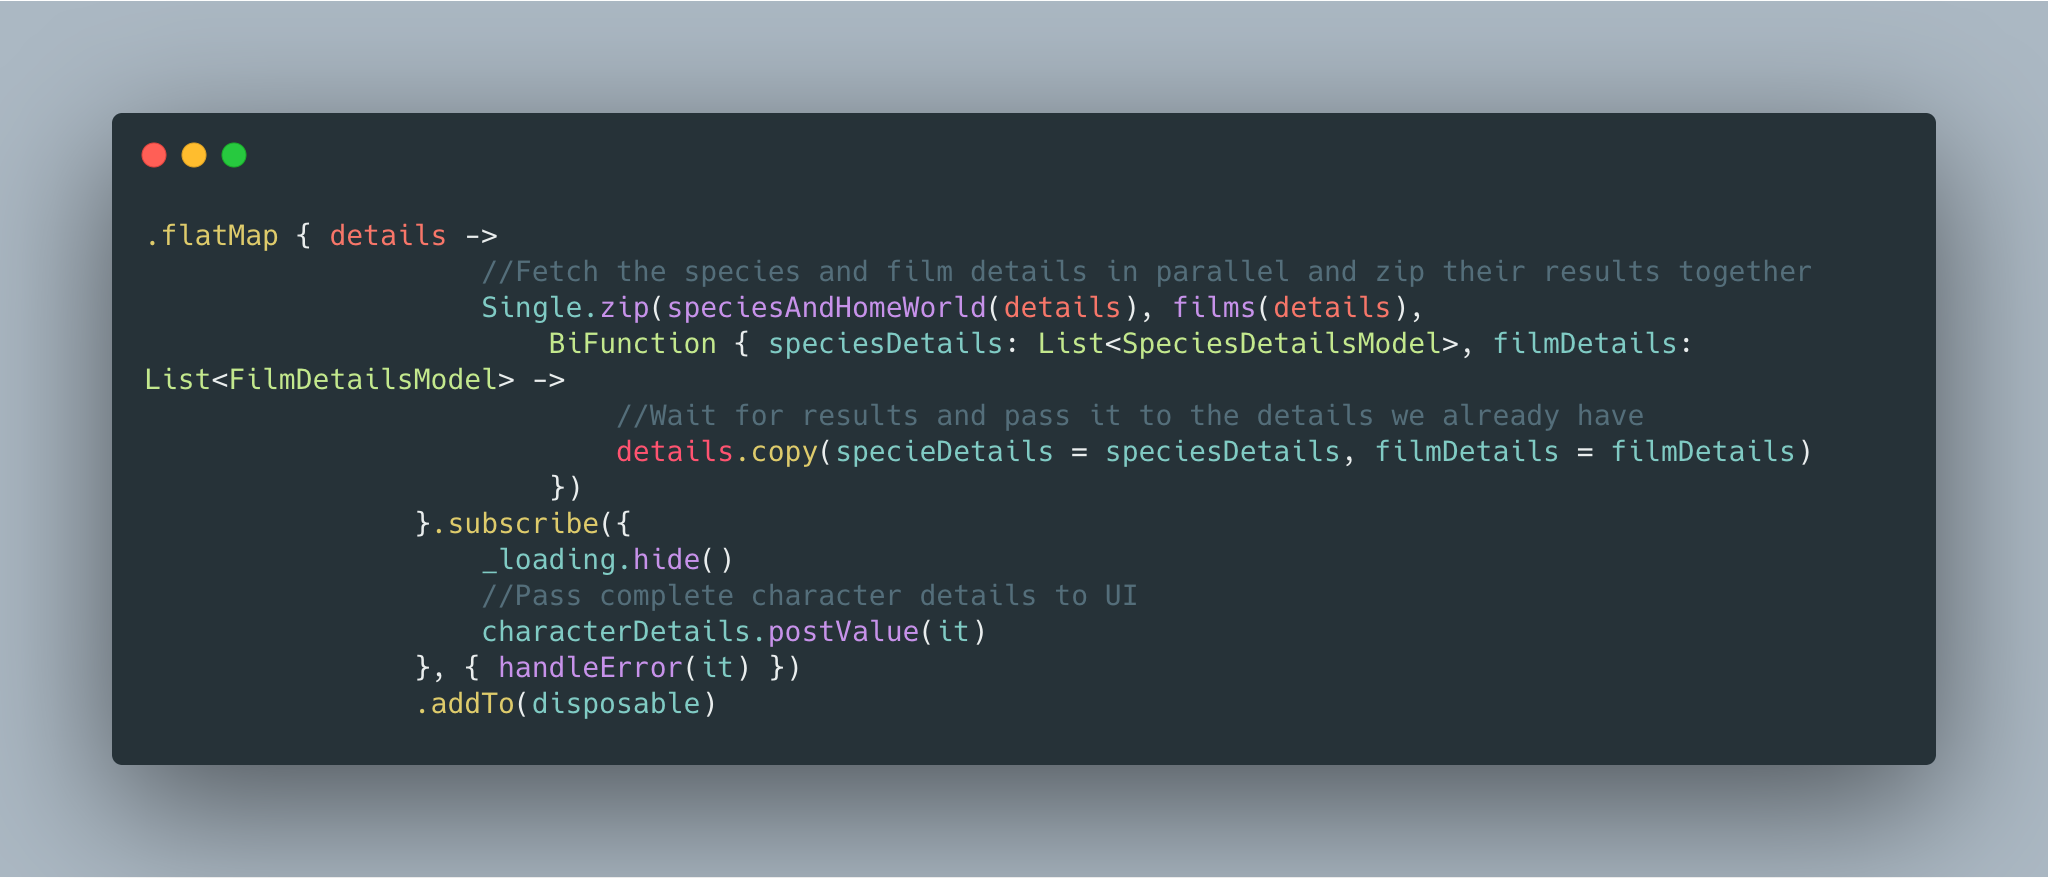 .flatMap { details ->
//Fetch the species and film details in parallel and zip their results together
Single.zip(speciesAndHomeWorld(details), films(details),
BiFunction { speciesDetails: List<SpeciesDetailsModel>, filmDetails:
List<FilmDetailsModel> ->
//Wait for results and pass it to the details we already have
details.copy(specieDetails = speciesDetails, filmDetails = filmDetails)
})
}.subscribe({
_loading.hide()
//Pass complete character details to UI
characterDetails.postValue(it)
}, { handleError(it) })
.addTo(disposable)